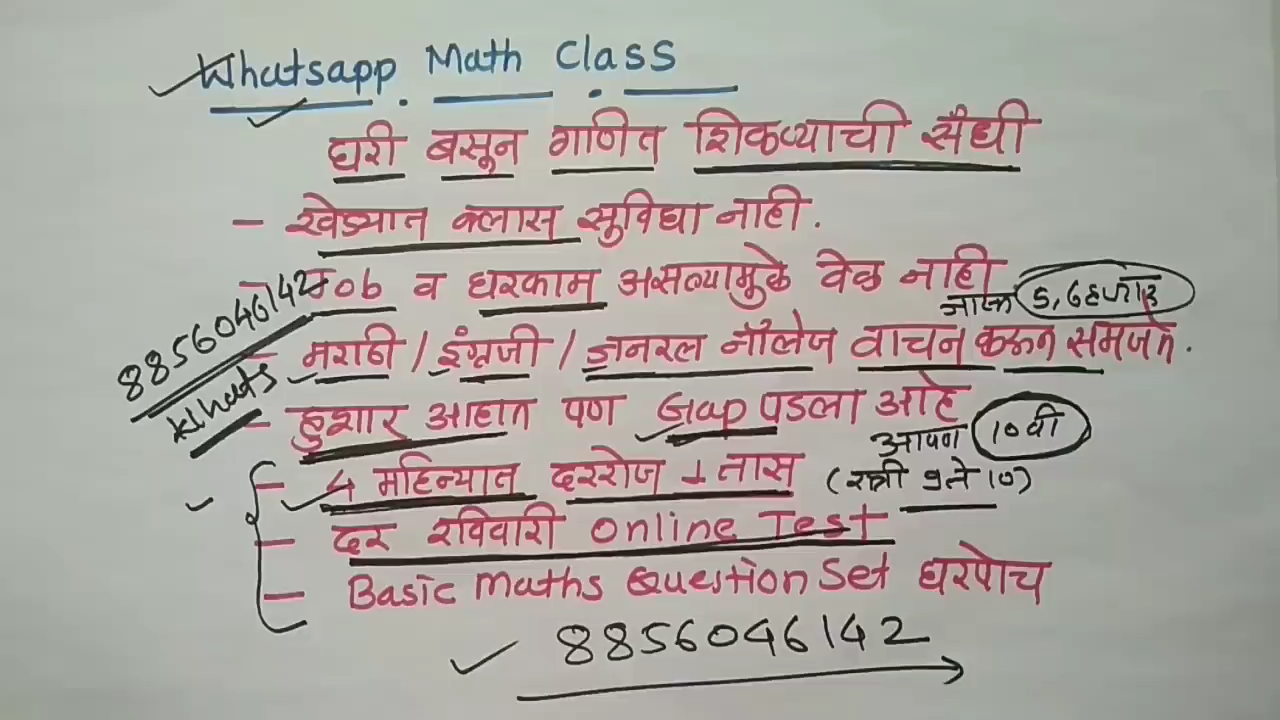 Whatsapp Math Class
घरी बसून गणित शिकण्याची संधी
- खेड्यात क्लास सुविधा नाही.
- Job व घरकाम असल्यामुळे वेळ नाही
5, 6 हजार
- मराठी / इंग्रजी / जनरल नॉलेज वाचन करून समजते.
- हुशार आहात पण Gap पडला आहे
आपण 10 वी
- 4 महिन्यात दररोज 1 तास (रात्री 9 ते 10)
- दर रविवारी Online Test
- Basic Maths Question Set घरपोच
8856046142
8856046142
Whats